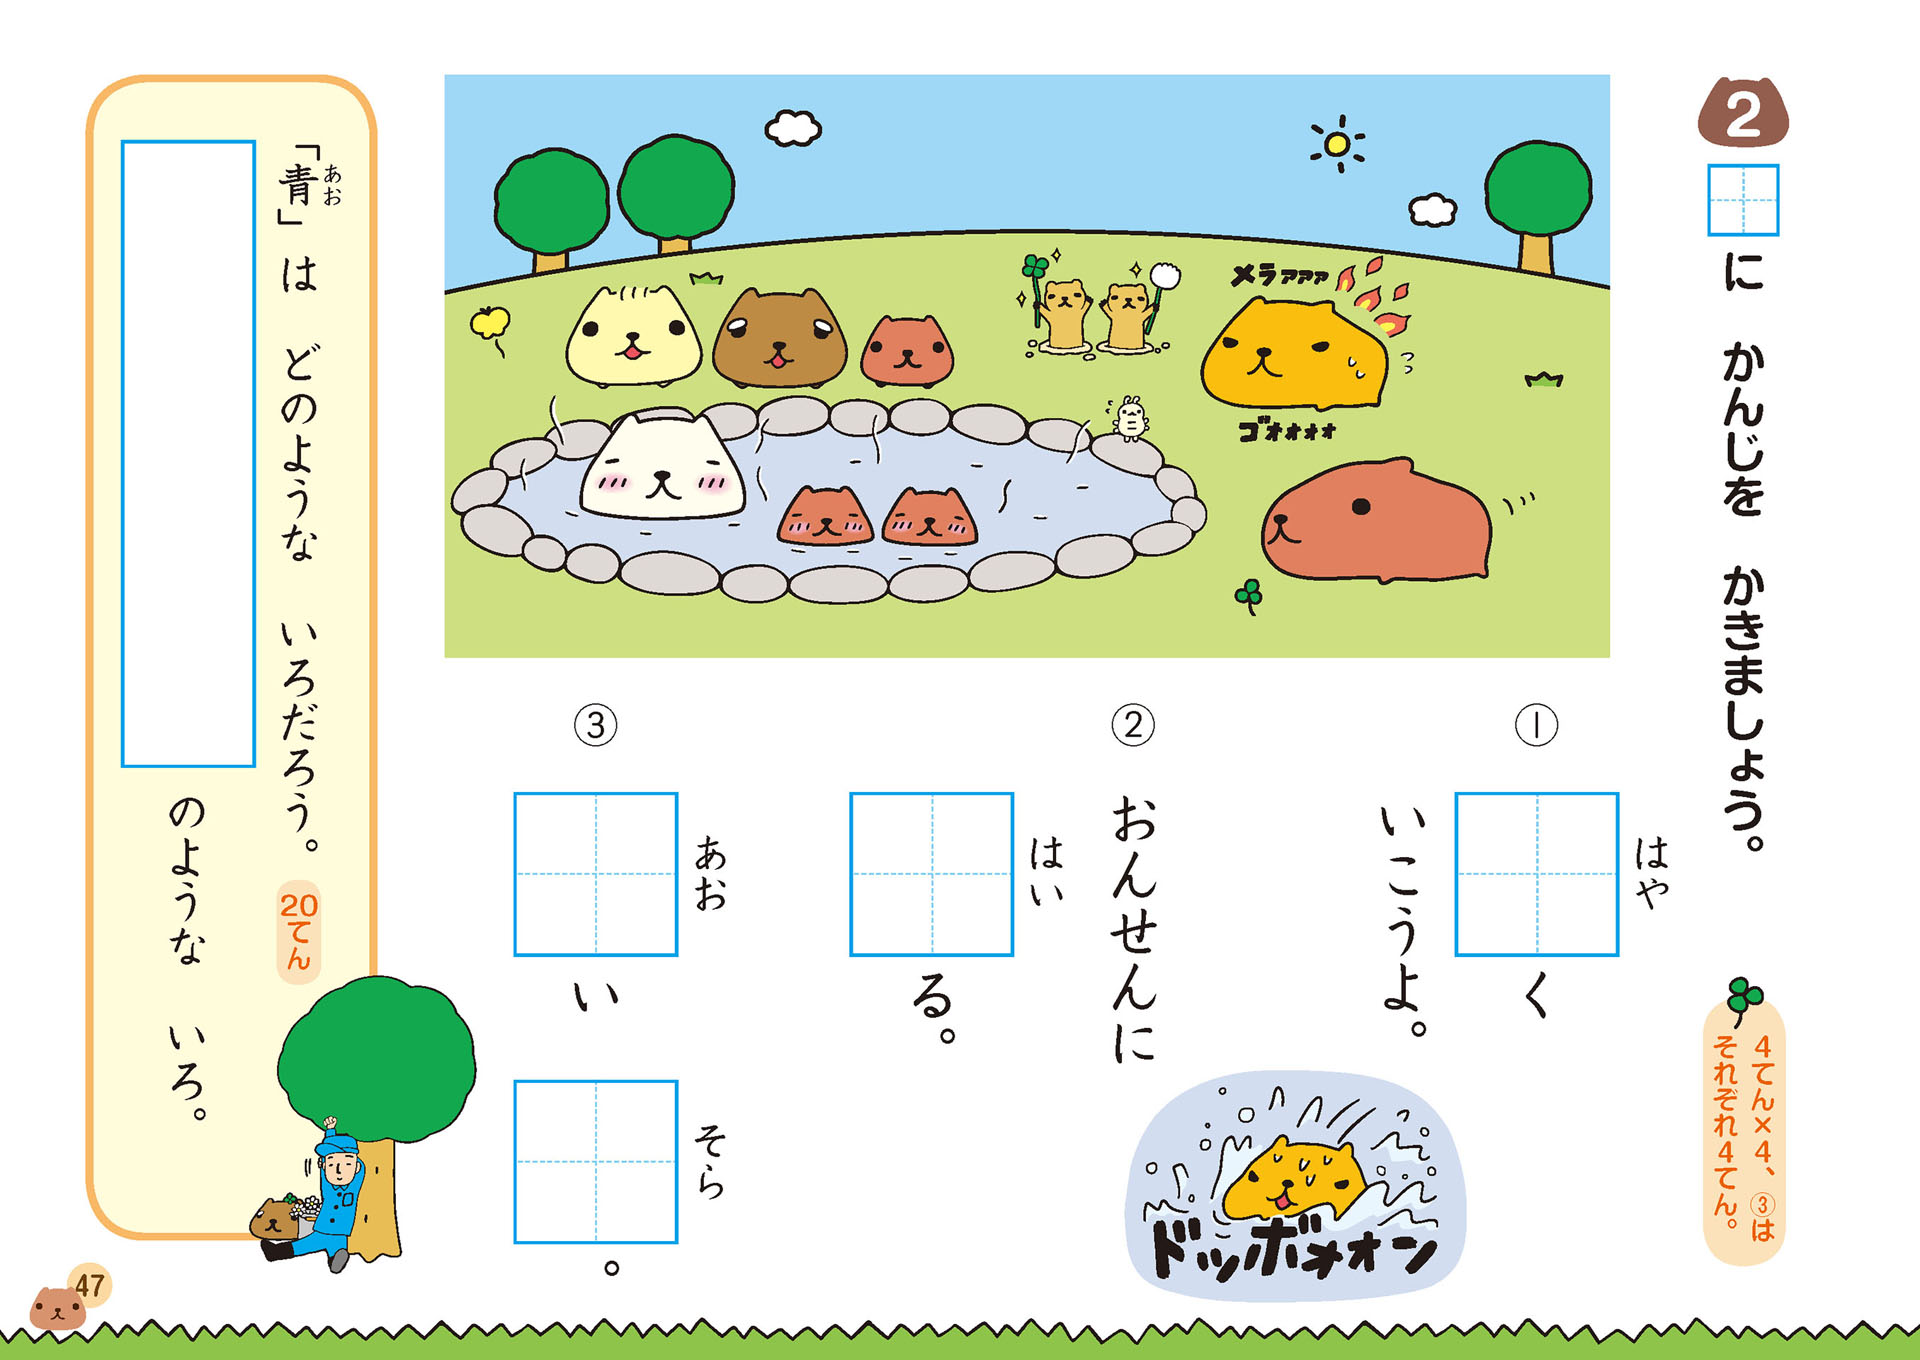 2
に　かんじを　かきましょう。
4てん×4、③は
それぞれ4てん。
メラァァァ
ゴォォォォ
①
はや
く
いこうよ。
②
おんせんに
はい
る。
ドッボォオン
③
あお
い
そら
。
あお
「青」は　どのような　いろだろう。
20てん
のような　いろ。
47